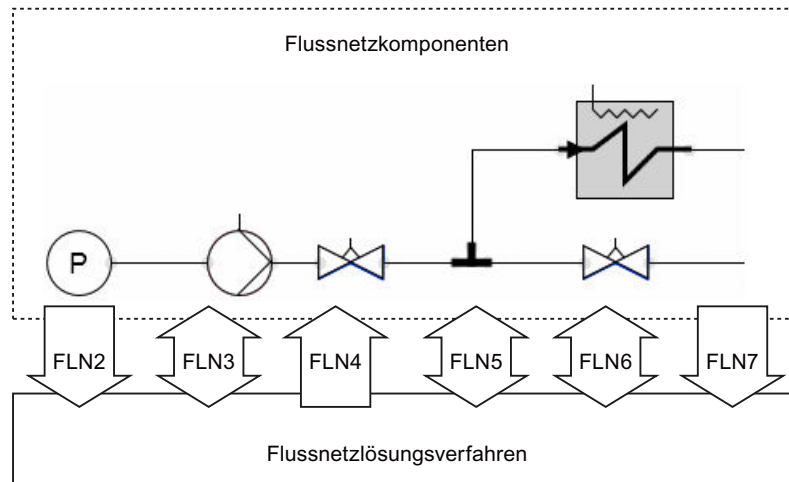 Flussnetzkomponenten
P
FLN2 FLN3 FLN4 FLN5 FLN6 FLN7
Flussnetzlösungsverfahren